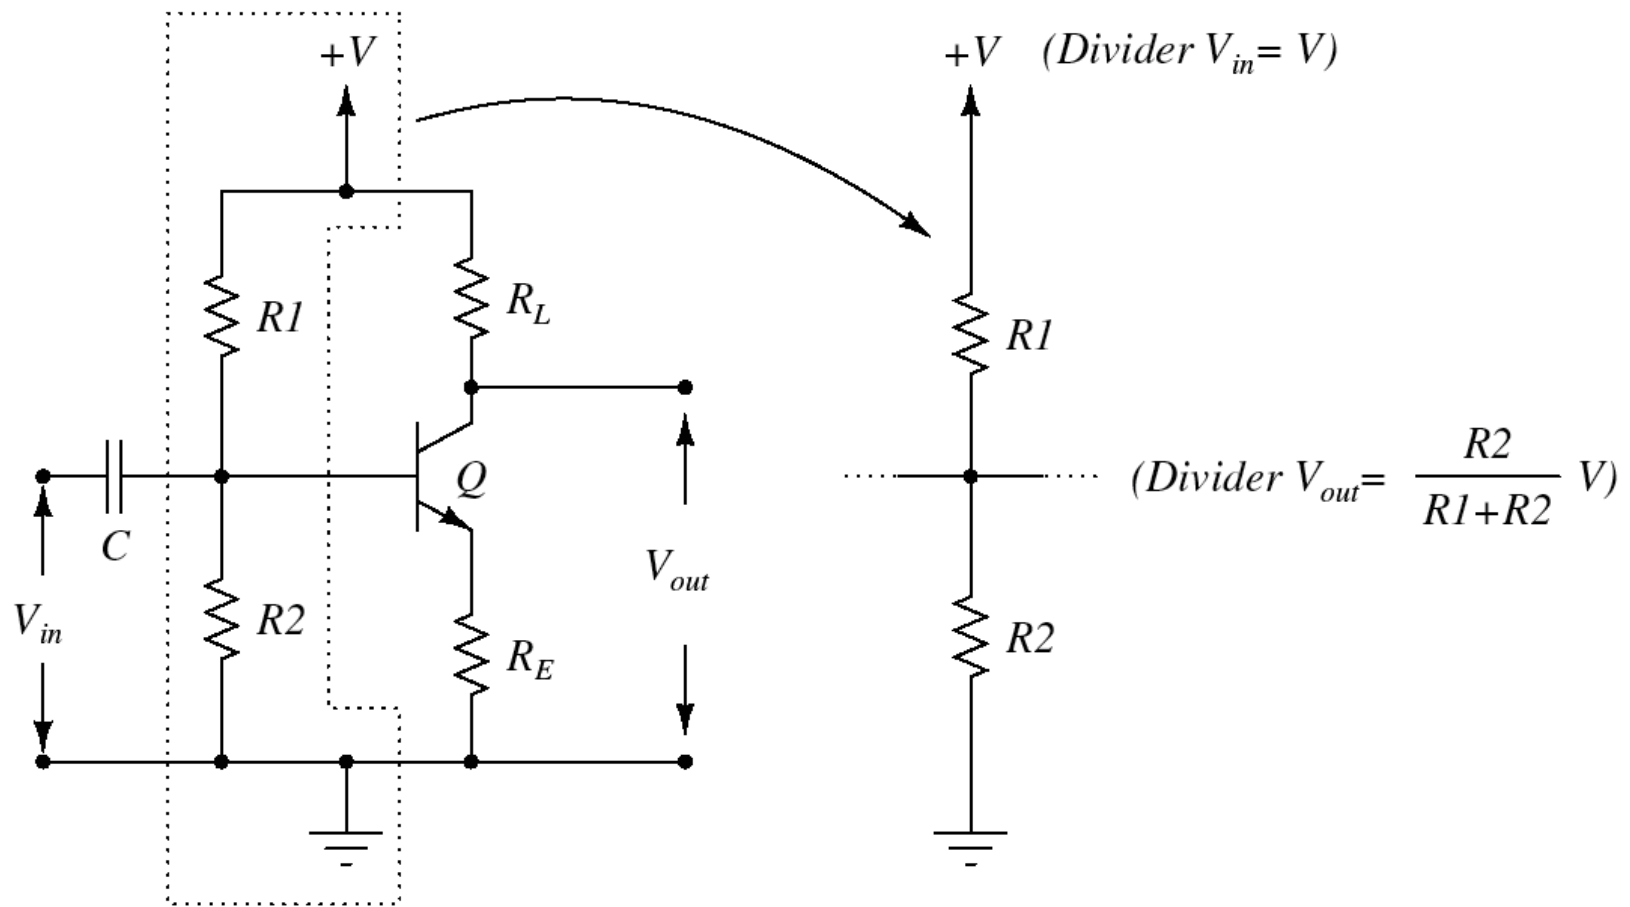 +V
R1
R_L
Q
C
V_in
R2
R_E
V_out
+V (Divider V_in= V)
R1
(Divider V_out= R2/R1+R2 V)
R2